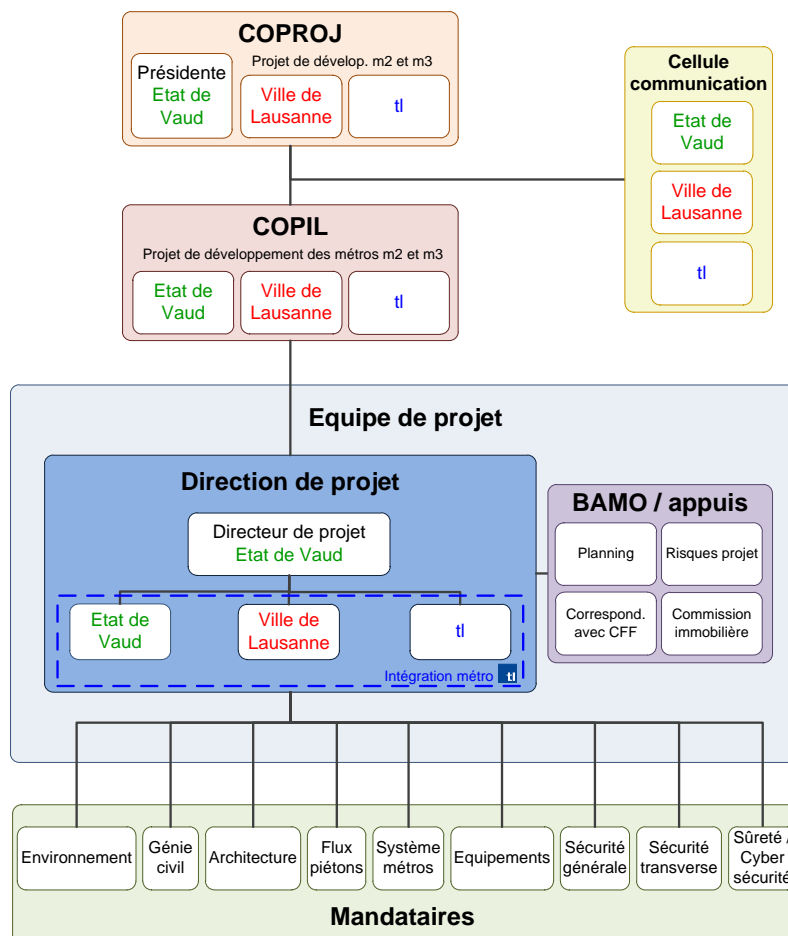 COPROJ
Projet de dévelop. m2 et m3
Présidente
Etat de
Vaud
Ville de
Lausanne
tl
Cellule
communication
Etat de
Vaud
Ville de
Lausanne
tl
COPIL
Projet de développement des métros m2 et m3
Etat de
Vaud
Ville de
Lausanne
tl
Equipe de projet
Direction de projet
Directeur de projet
Etat de Vaud
Etat de
Vaud
Ville de
Lausanne
tl
Intégration métro
tl
BAMO / appuis
Planning
Risques projet
Correspond.
avec CFF
Commission
immobilière
Environnement
Génie
civil
Architecture
Flux
piétons
Système
métros
Equipements
Sécurité
générale
Sécurité
transverse
Sûreté /
Cyber
sécurité
Mandataires